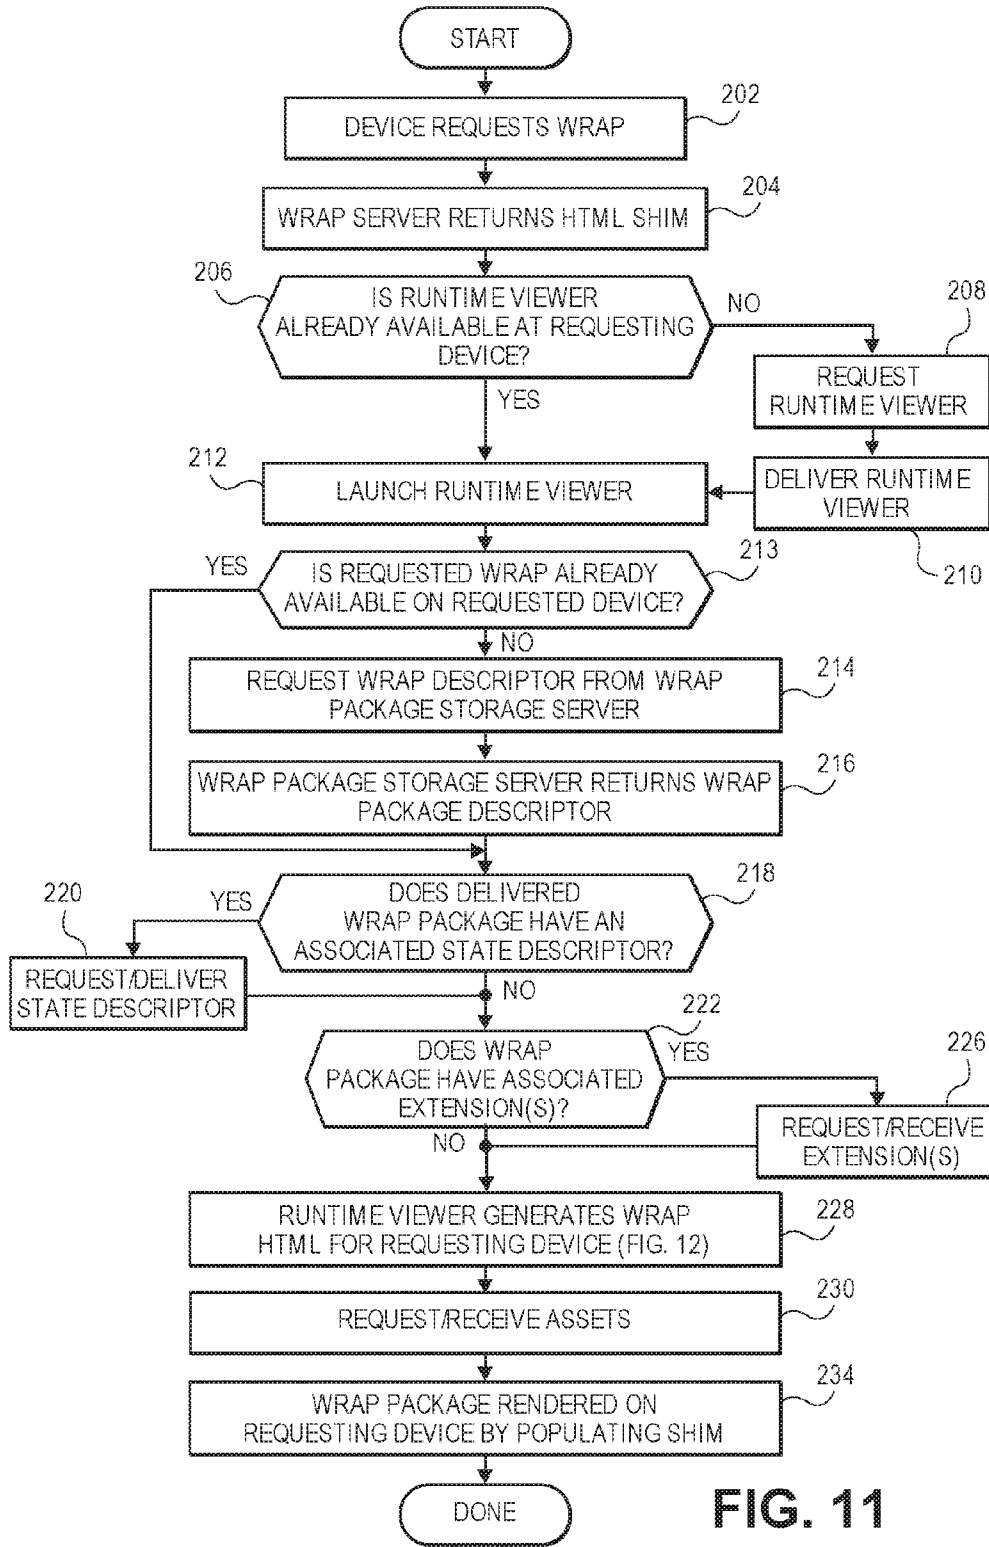 START
202
DEVICE REQUESTS WRAP
204
WRAP SERVER RETURNS HTML SHIM
206
IS RUNTIME VIEWER
ALREADY AVAILABLE AT REQUESTING
DEVICE?
NO
208
REQUEST
RUNTIME VIEWER
YES
212
LAUNCH RUNTIME VIEWER
DELIVER RUNTIME
VIEWER
210
213
YES
IS REQUESTED WRAP ALREADY
AVAILABLE ON REQUESTED DEVICE?
NO
214
REQUEST WRAP DESCRIPTOR FROM WRAP
PACKAGE STORAGE SERVER
216
WRAP PACKAGE STORAGE SERVER RETURNS WRAP
PACKAGE DESCRIPTOR
218
DOES DELIVERED
WRAP PACKAGE HAVE AN
ASSOCIATED STATE DESCRIPTOR?
YES
220
REQUEST/DELIVER
STATE DESCRIPTOR
NO
222
DOES WRAP
PACKAGE HAVE ASSOCIATED
EXTENSION(S)?
YES
226
REQUEST/RECEIVE
EXTENSION(S)
NO
228
RUNTIME VIEWER GENERATES WRAP
HTML FOR REQUESTING DEVICE (FIG. 12)
230
REQUEST/RECEIVE ASSETS
234
WRAP PACKAGE RENDERED ON
REQUESTING DEVICE BY POPULATING SHIM
DONE
FIG. 11